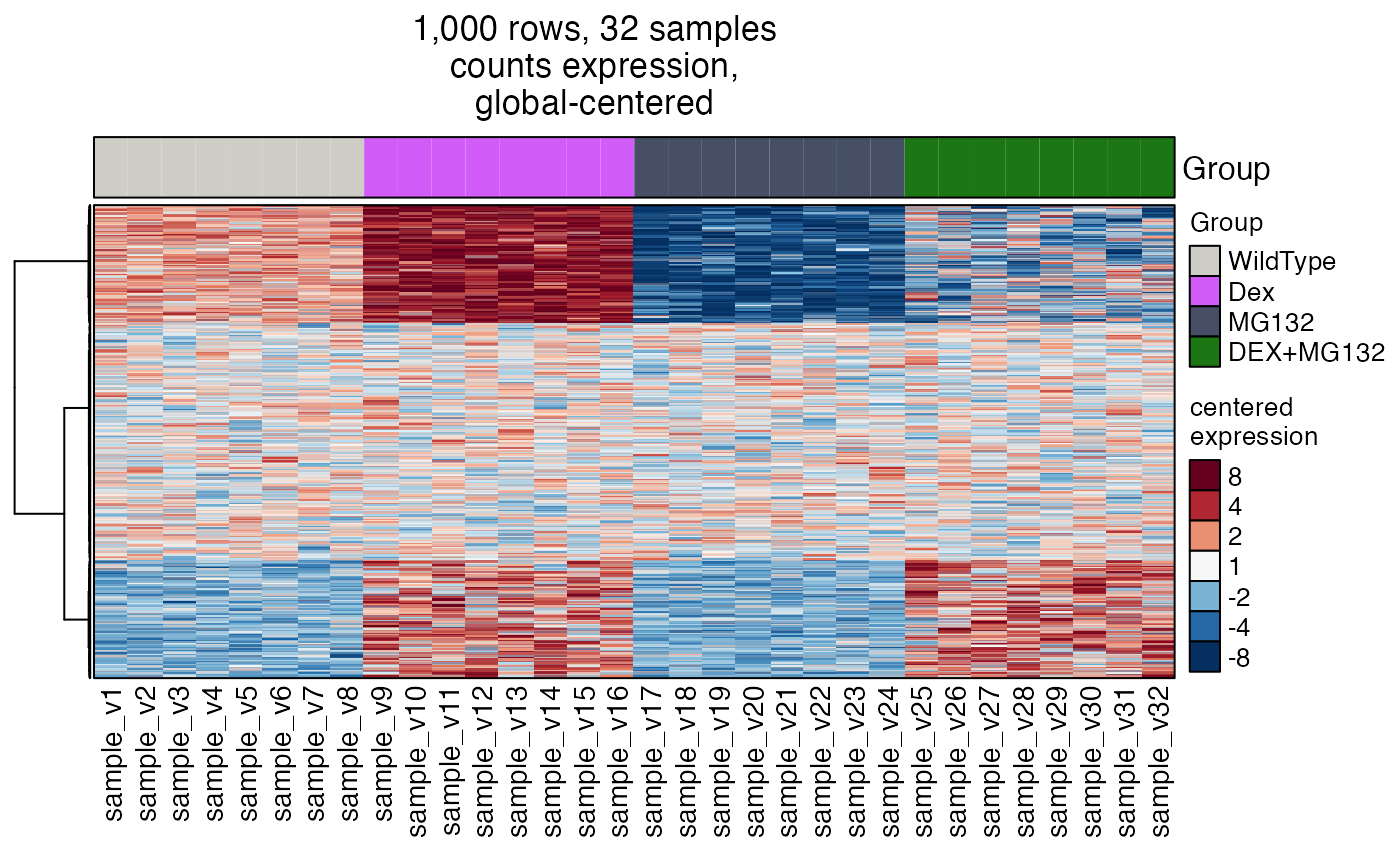 1,000 rows, 32 samples
counts expression,
global-centered
Group
Group
WildType
Dex
MG132
DEX+MG132
centered
expression
8
4
2
1
-2
-4
-8
sample_v1
sample_v2
sample_v3
sample_v4
sample_v5
sample_v6
sample_v7
sample_v8
sample_v9
sample_v10
sample_v11
sample_v12
sample_v13
sample_v14
sample_v15
sample_v16
sample_v17
sample_v18
sample_v19
sample_v20
sample_v21
sample_v22
sample_v23
sample_v24
sample_v25
sample_v26
sample_v27
sample_v28
sample_v29
sample_v30
sample_v31
sample_v32